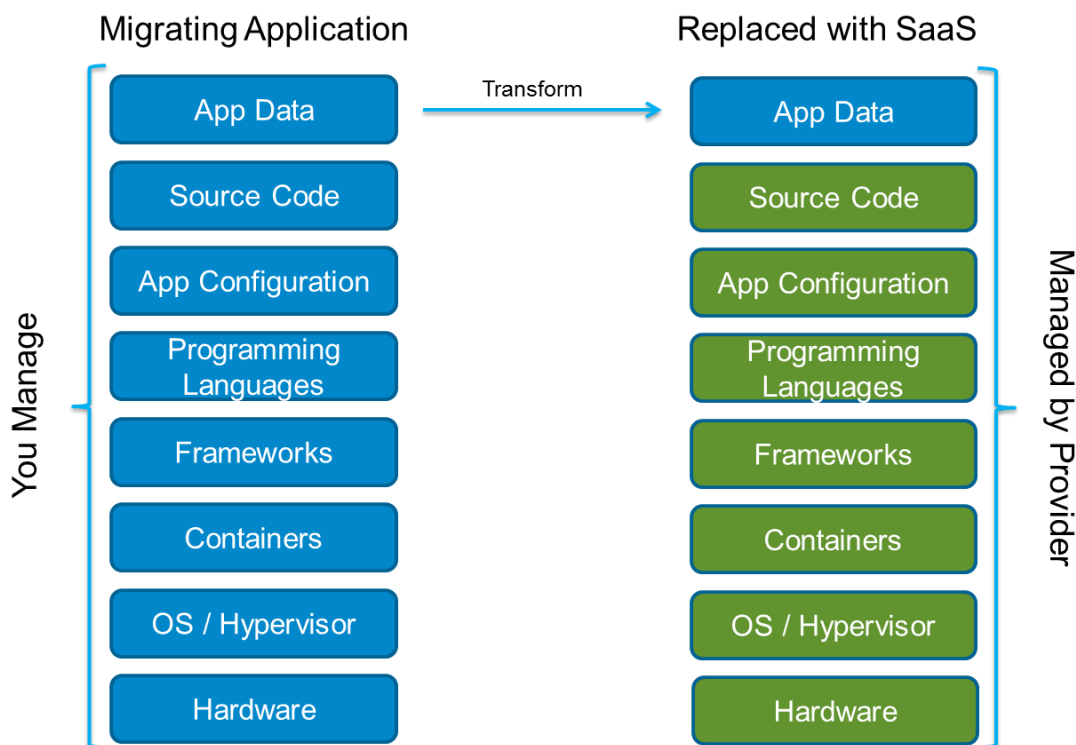 Migrating Application
Replaced with SaaS
You Manage
App Data
Source Code
App Configuration
Programming
Languages
Frameworks
Containers
OS / Hypervisor
Hardware
Transform
App Data
Source Code
App Configuration
Programming
Languages
Frameworks
Containers
OS / Hypervisor
Hardware
Managed by Provider